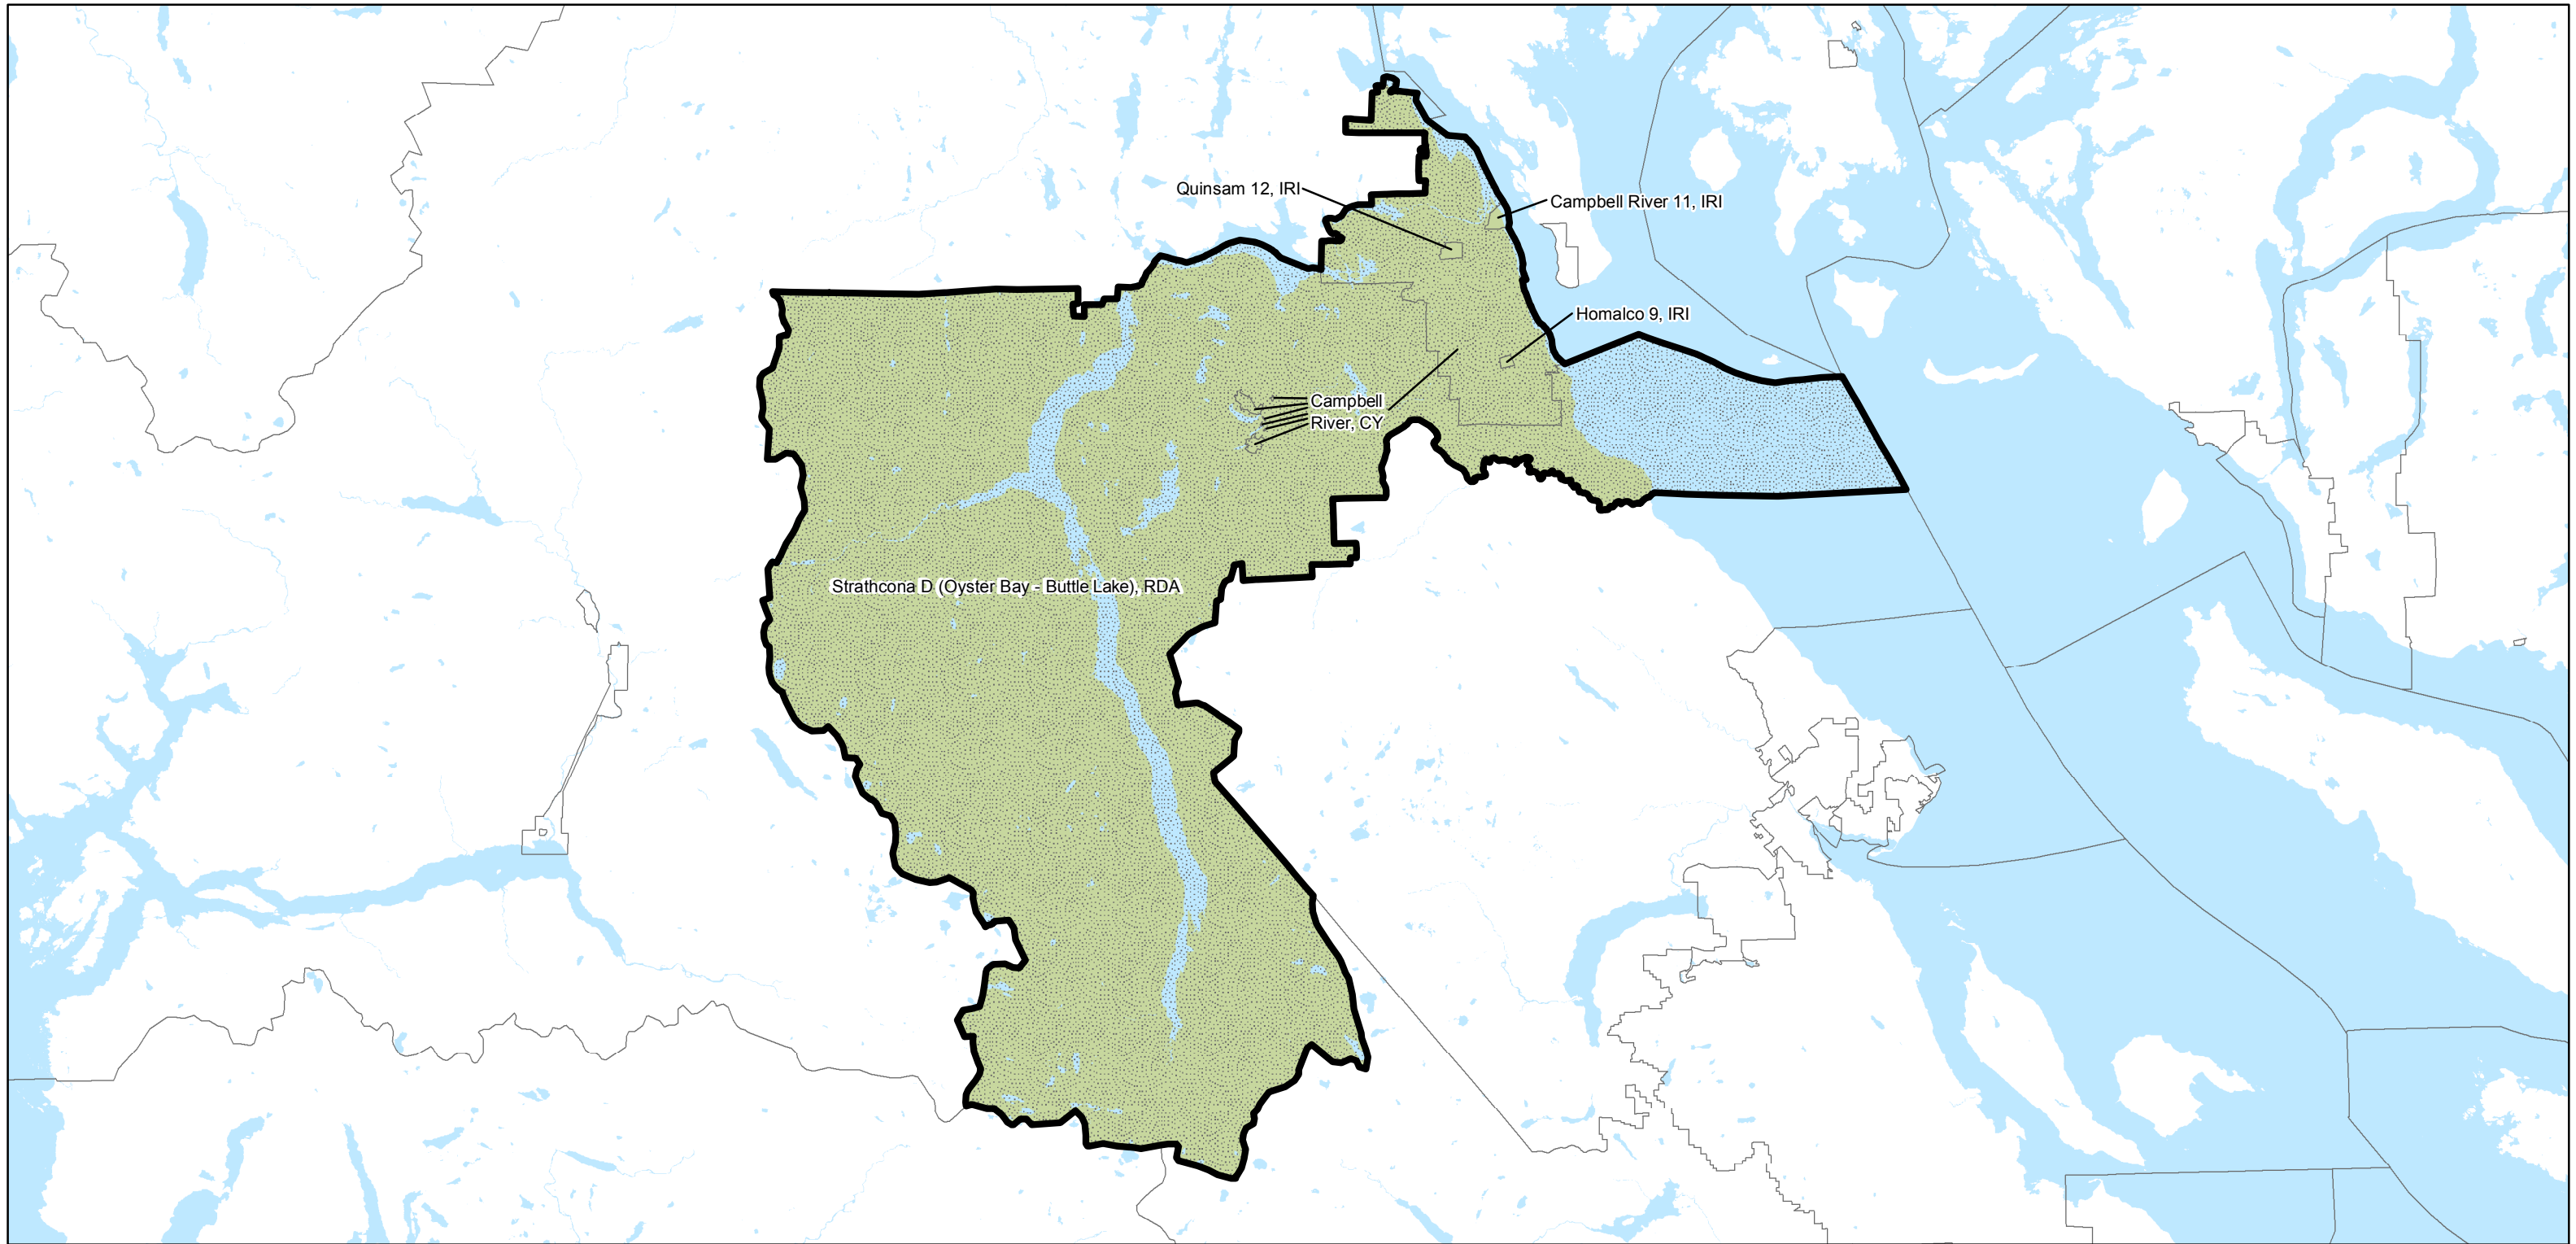 Quinsam 12, IRI
Campbell River 11, IRI
Homalco 9, IRI
Campbell
River, CY
Strathcona D (Oyster Bay - Buttle Lake), RDA